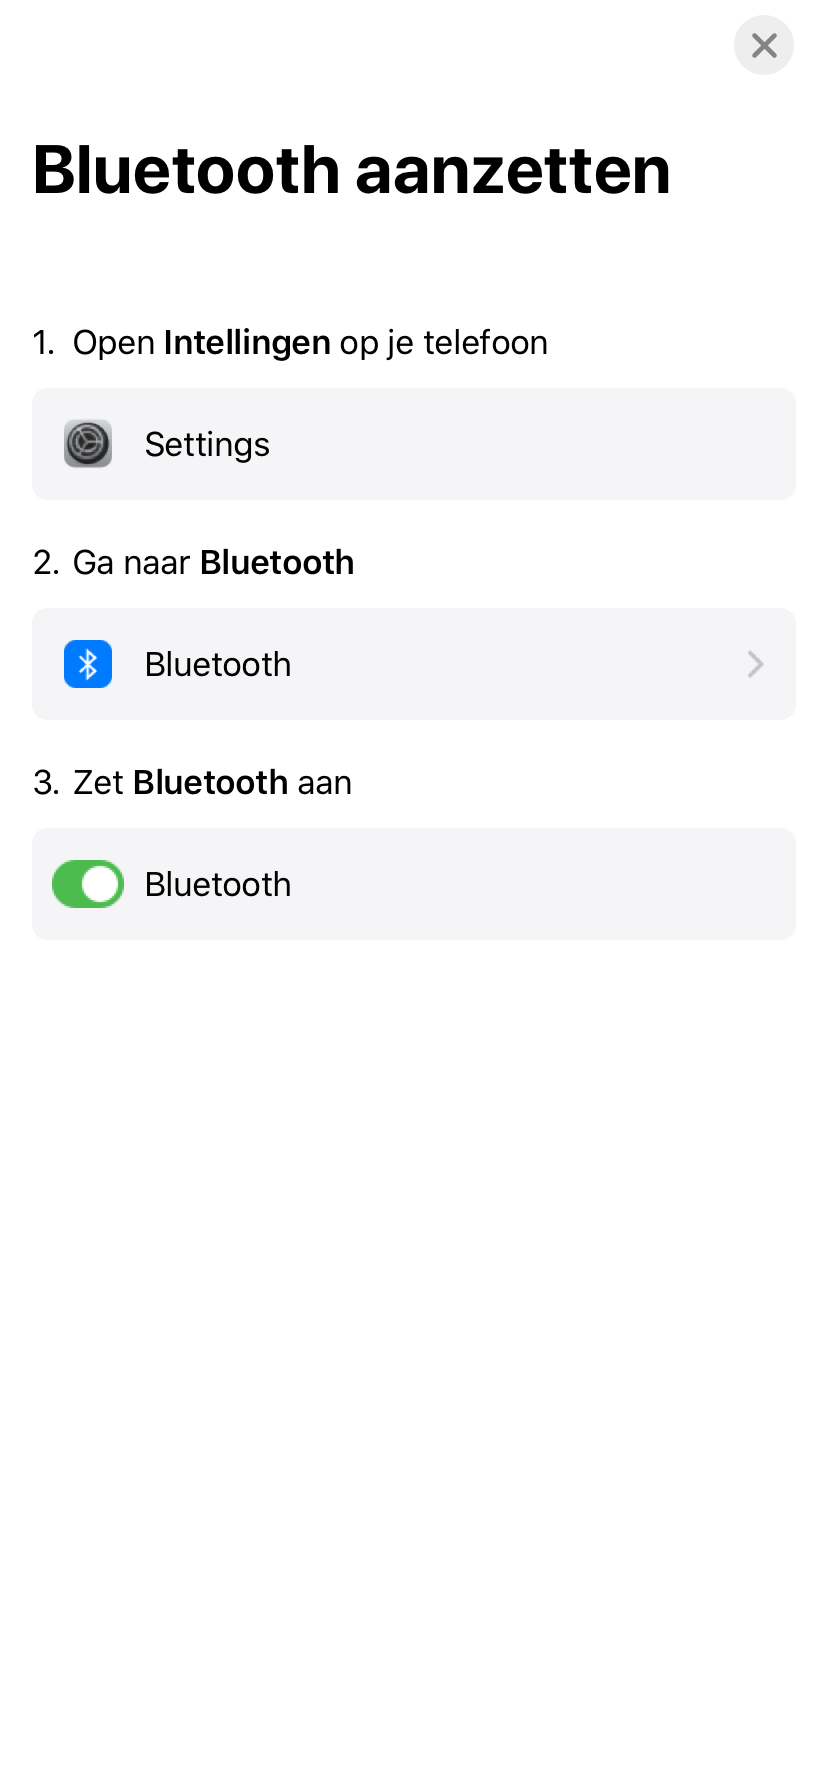 Bluetooth aanzetten
1. Open Intellingen op je telefoon
Settings
2. Ga naar Bluetooth
Bluetooth
3. Zet Bluetooth aan
Bluetooth